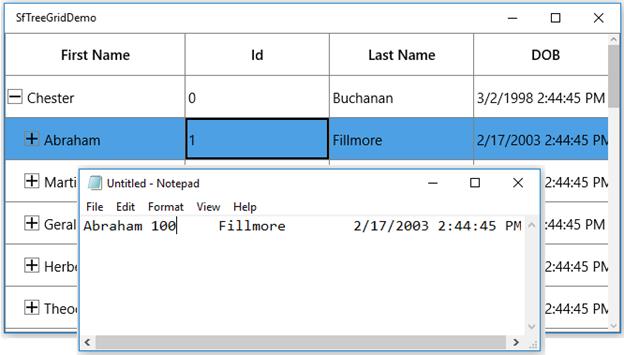 SfTreeGridDemo
First Name Id Last Name DOB
Chester 0 Buchanan 3/2/1998 2:44:45 PM
Abraham 1 Fillmore 2/17/2003 2:44:45 PM
Marti 2:44:45 PM
Untitled - Notepad
File Edit Format View Help
Abraham 100 Fillmore 2/17/2003 2:44:45 PM
Geral 2:44:45 PM
Herbe 2:44:45 PM
Theod 2:44:45 PM